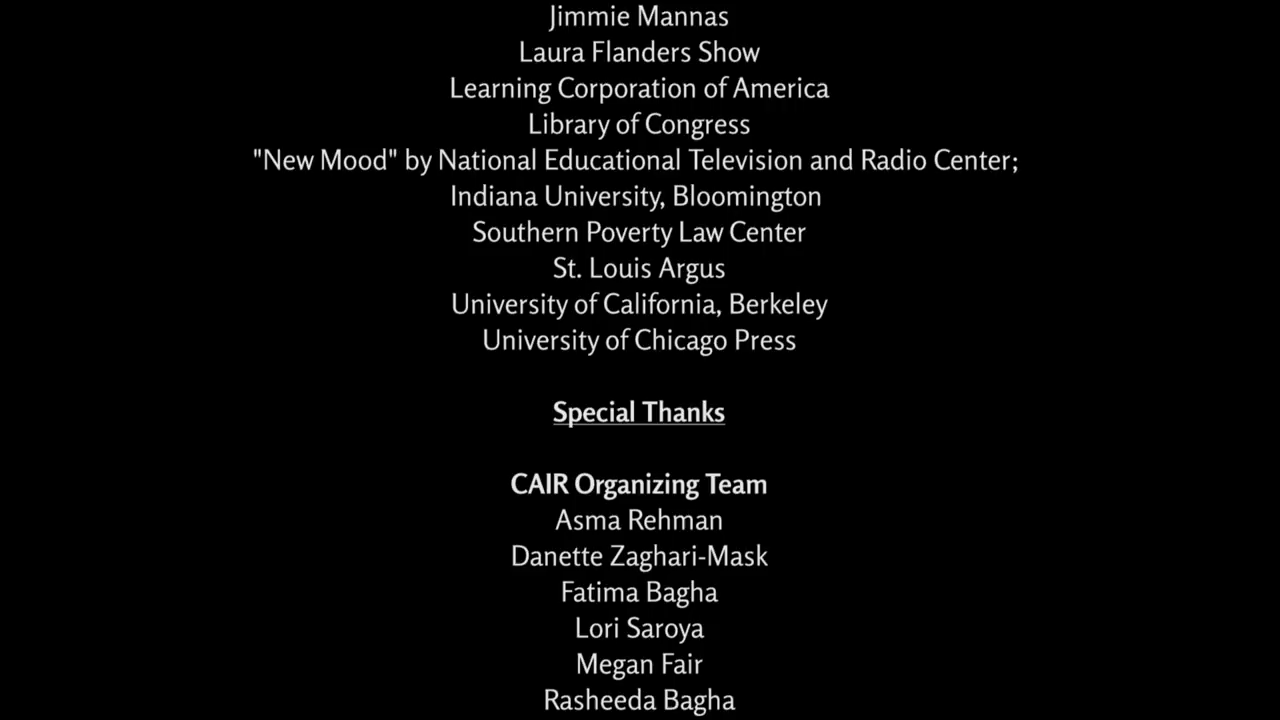 Jimmie Mannas
Laura Flanders Show
Learning Corporation of America
Library of Congress
"New Mood" by National Educational Television and Radio Center;
Indiana University, Bloomington
Southern Poverty Law Center
St. Louis Argus
University of California, Berkeley
University of Chicago Press
Special Thanks
CAIR Organizing Team
Asma Rehman
Danette Zaghari-Mask
Fatima Bagha
Lori Saroya
Megan Fair
Rasheeda Bagha